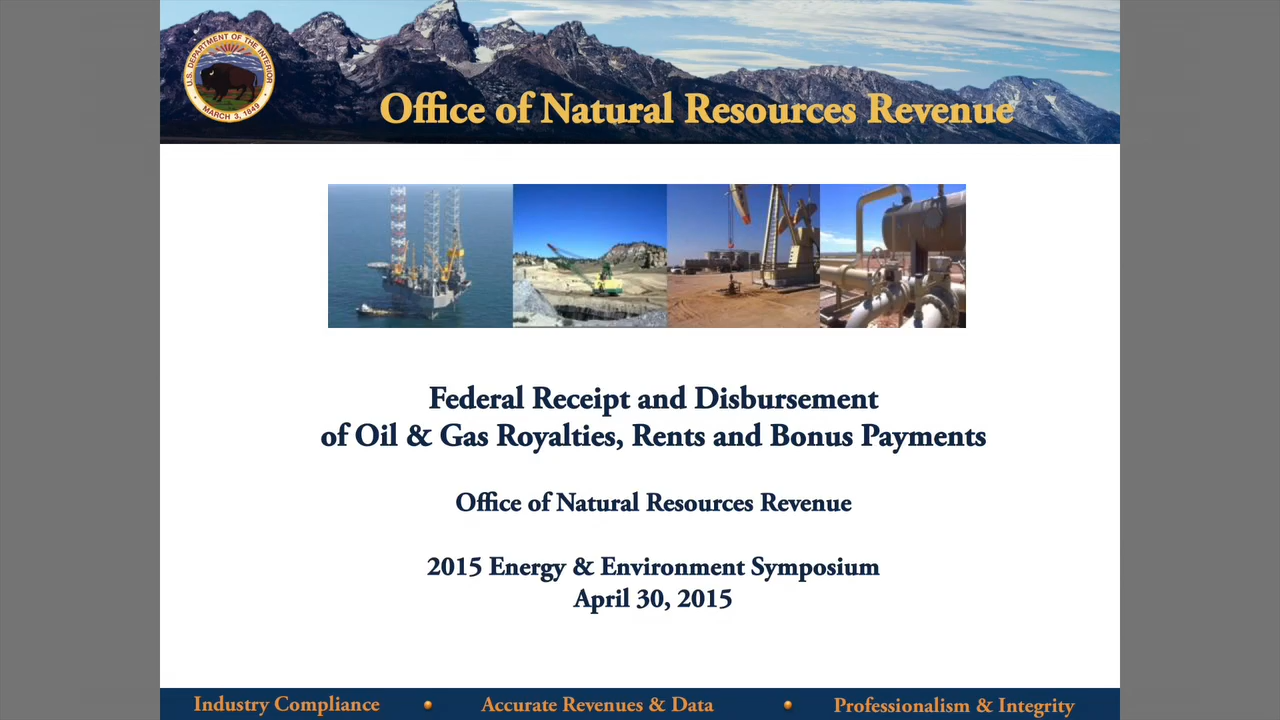 U.S. DEPARTMENT OF THE INTERIOR
MARCH 3, 1849
Office of Natural Resources Revenue
Federal Receipt and Disbursement
of Oil & Gas Royalties, Rents and Bonus Payments
Office of Natural Resources Revenue
2015 Energy & Environment Symposium
April 30, 2015
Industry Compliance • Accurate Revenues & Data • Professionalism & Integrity